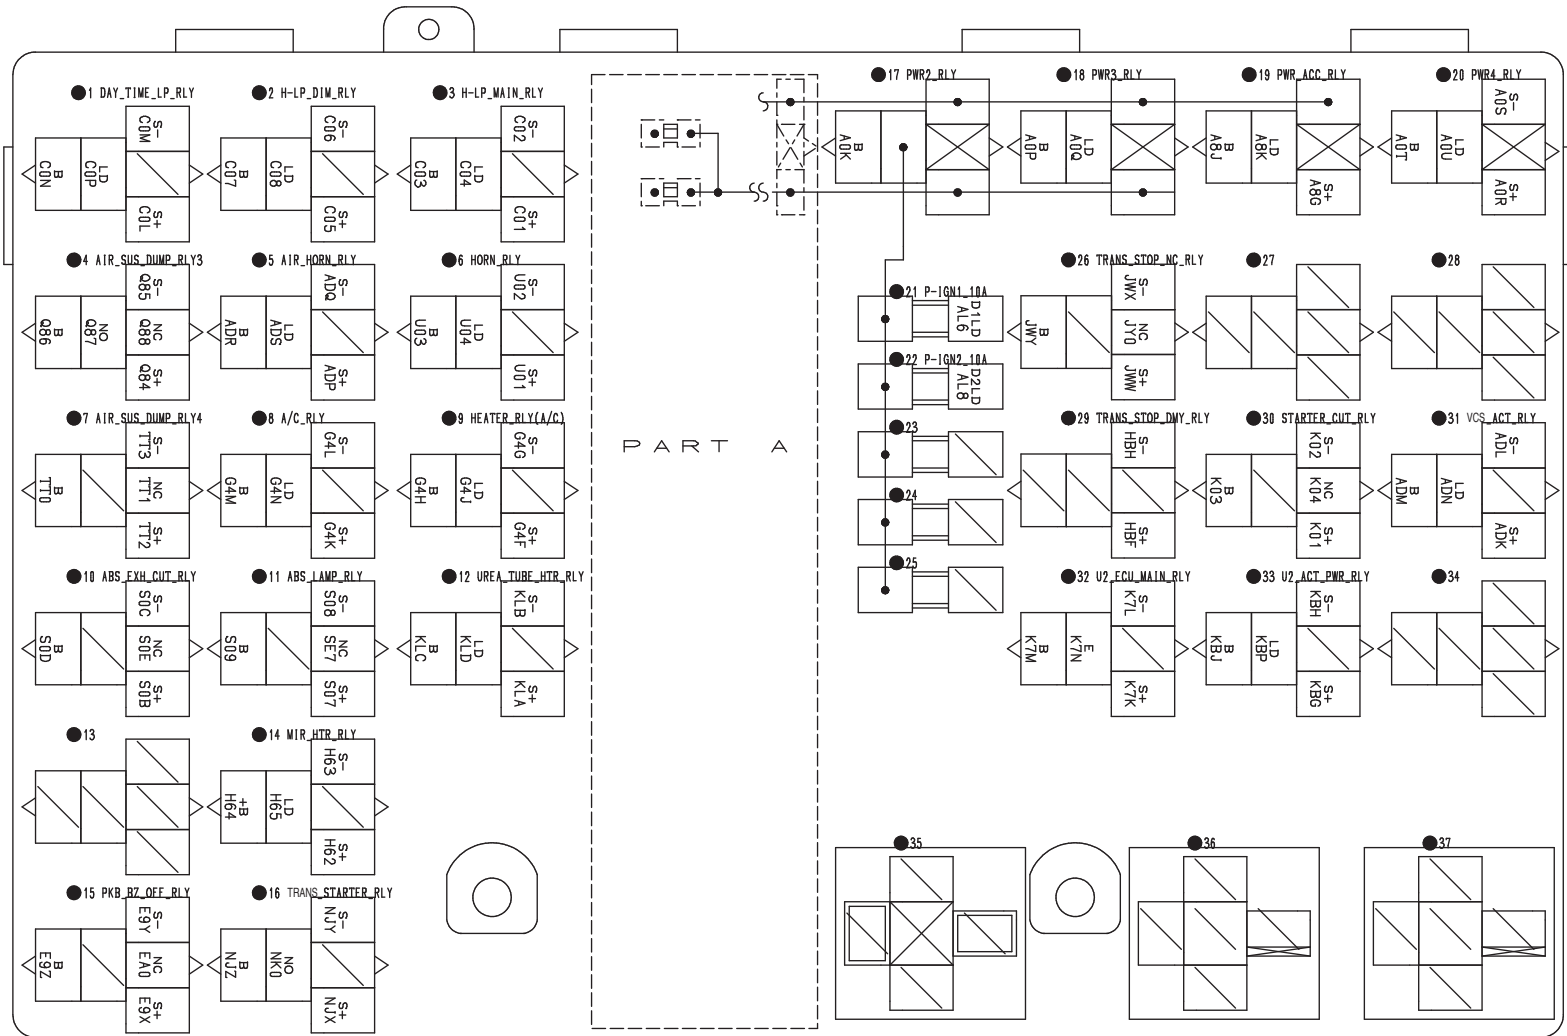 1 DAY_TIME_LP_RLY
S- C0M
B C0N
LD C0P
S+ C0L
2 H-LP_DIM_RLY
S- C06
B C07
LD C08
S+ C05
3 H-LP_MAIN_RLY
S- C02
B C03
LD C04
S+ C01
17 PWR2_RLY
B A0K
18 PWR3_RLY
B A0P
LD A0Q
19 PWR_ACC_RLY
B A8J
LD A8K
S+ A8G
20 PWR4_RLY
S- A0S
B A0T
LD A0U
S+ A0R
4 AIR_SUS_DUMP_RLY3
S- Q85
B Q86
NO Q87
NC Q88
S+ Q84
5 AIR_HORN_RLY
S- ADQ
B ADR
LD ADS
S+ ADP
6 HORN_RLY
S- U02
B U03
LD U04
S+ U01
21 P-IGN1_10A
D1LD AL6
22 P-IGN2_10A
D2LD AL8
23
24
25
26 TRANS_STOP_NC_RLY
S- JWX
B JWY
NC JY0
S+ JWW
27
28
7 AIR_SUS_DUMP_RLY4
S- TT3
B TT0
NC TT1
S+ TT2
8 A/C_RLY
S- G4L
B G4M
LD G4N
S+ G4K
9 HEATER_RLY(A/C)
S- G4G
B G4H
LD G4J
S+ G4F
PART A
29 TRANS_STOP_DMY_RLY
S- HBH
S+ HBF
30 STARTER_CUT_RLY
S- K02
B K03
NC K04
S+ K01
31 VCS_ACT_RLY
S- ADL
B ADM
LD ADN
S+ ADK
10 ABS_EXH_CUT_RLY
S- S0C
B S0D
NC S0E
S+ S0B
11 ABS_LAMP_RLY
S- S08
B S09
NC SE7
S+ S07
12 UREA_TUBE_HTR_RLY
S- KLB
B KLC
LD KLD
S+ KLA
32 U2_ECU_MAIN_RLY
S- K7L
B K7M
E K7N
S+ K7K
33 U2_ACT_PWR_RLY
S- KBH
B KBJ
LD KBP
S+ KBG
34
13
14 MIR_HTR_RLY
S- H63
+B H64
LD H65
S+ H62
15 PKB_BZ_OFF_RLY
S- E9Y
B E9Z
NC EA0
S+ E9X
16 TRANS_STARTER_RLY
S- NJY
B NJZ
NO NK0
S+ NJX
35
36
37